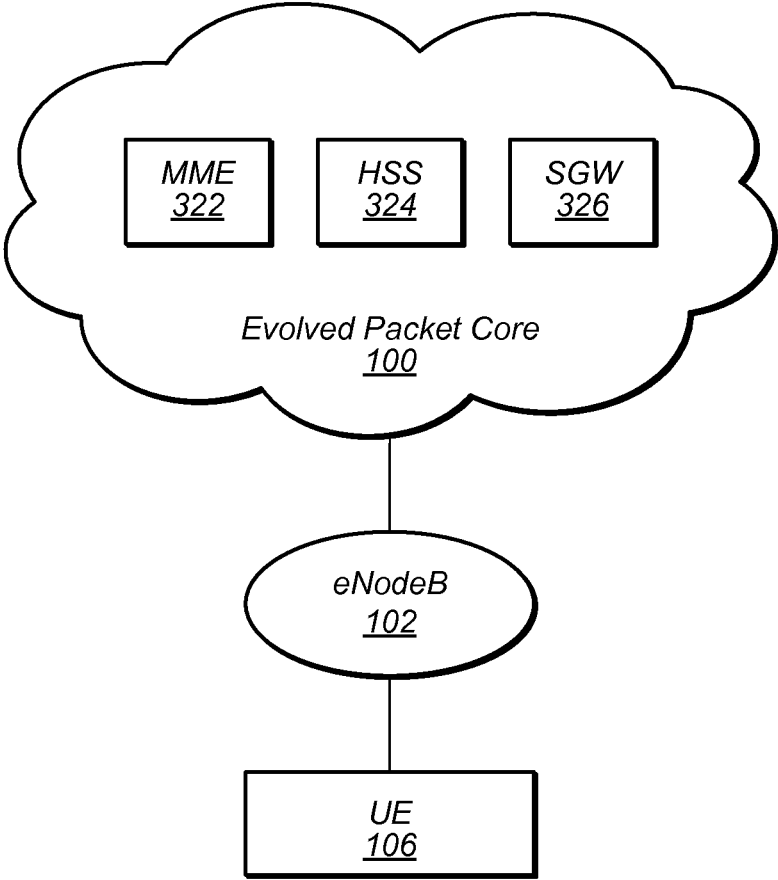 MME
322
HSS
324
SGW
326
Evolved Packet Core
100
eNodeB
102
UE
106